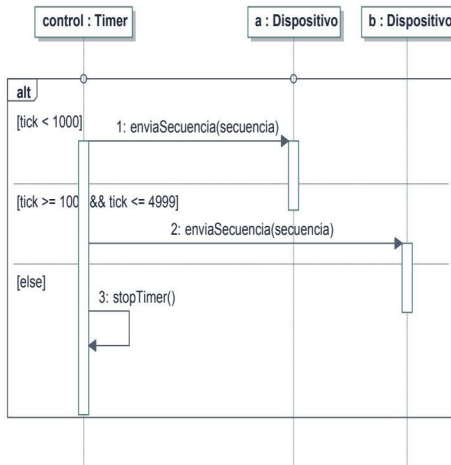 control : Timer
a : Dispositivo
b : Dispositivo
alt
[tick < 1000]
1: enviaSecuencia(secuencia)
[tick >= 100 && tick <= 4999]
2: enviaSecuencia(secuencia)
[else]
3: stopTimer()